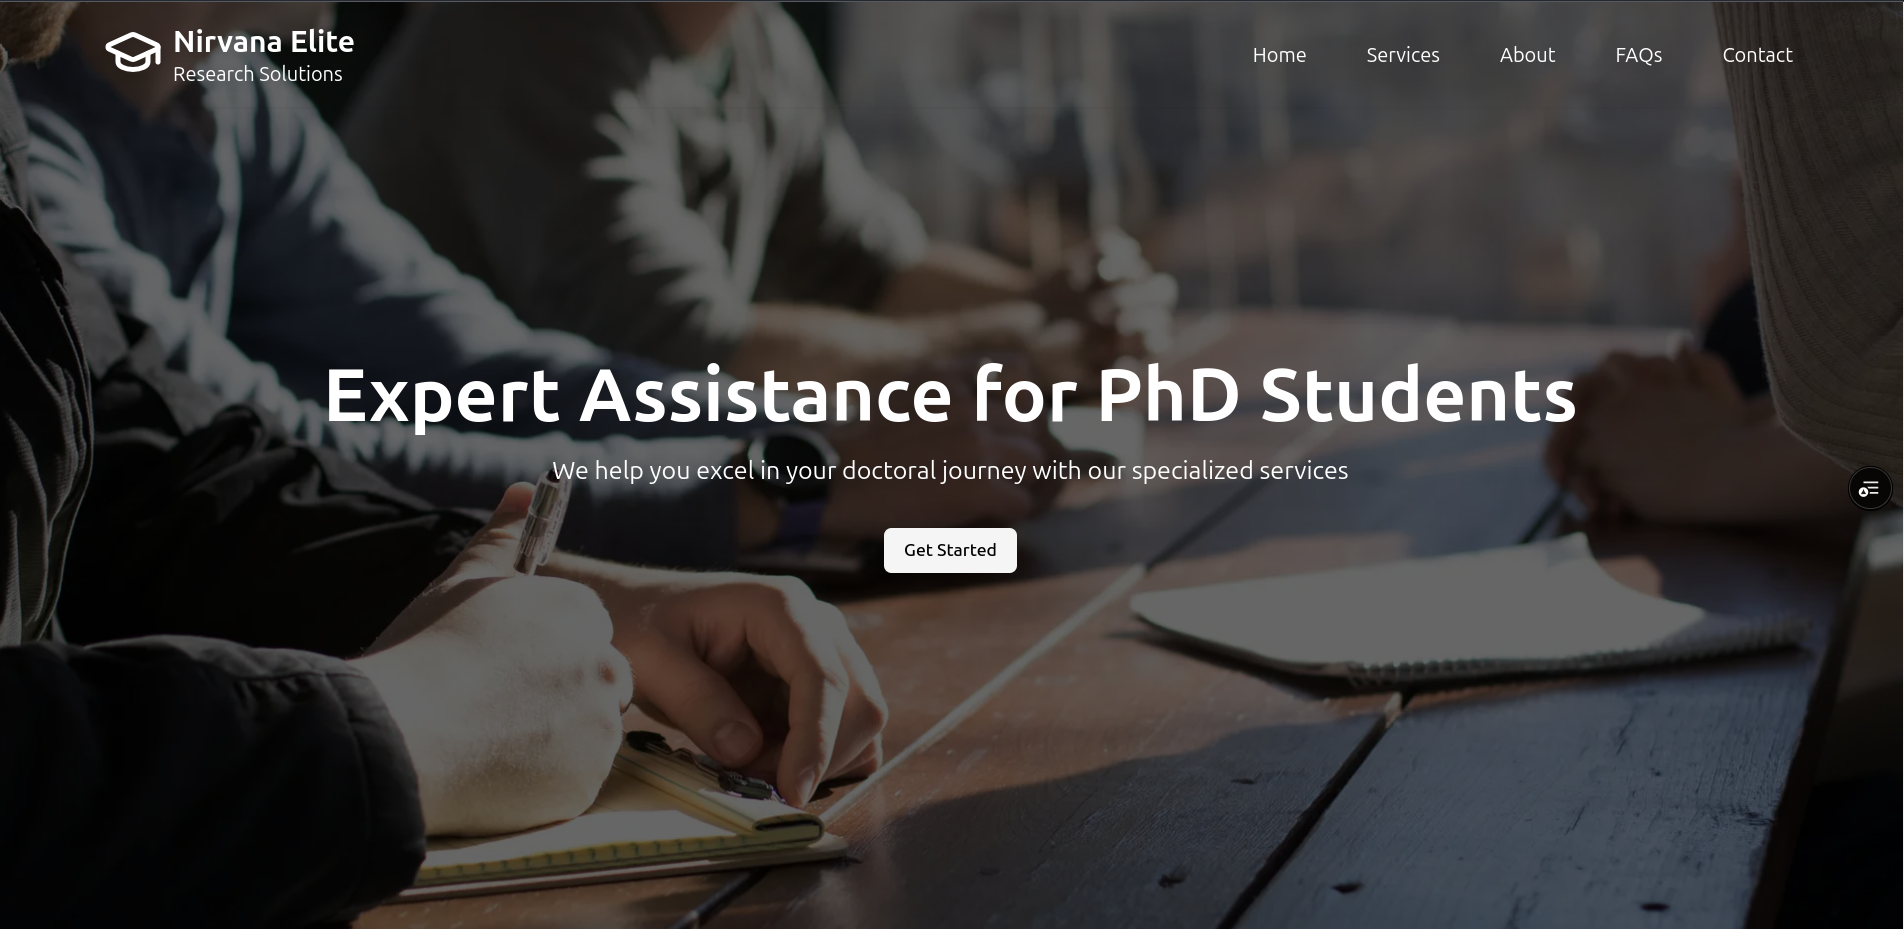 Nirvana Elite
Research Solutions
Home Services About FAQs Contact
Expert Assistance for PhD Students
We help you excel in your doctoral journey with our specialized services
Get Started